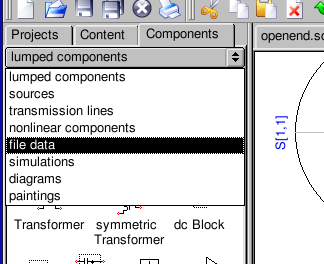 Projects Content Components
openend.sc
lumped components
lumped components
sources
transmission lines
nonlinear components
file data
simulations
diagrams
paintings
Transformer symmetric Transformer dc Block
S[1,1]